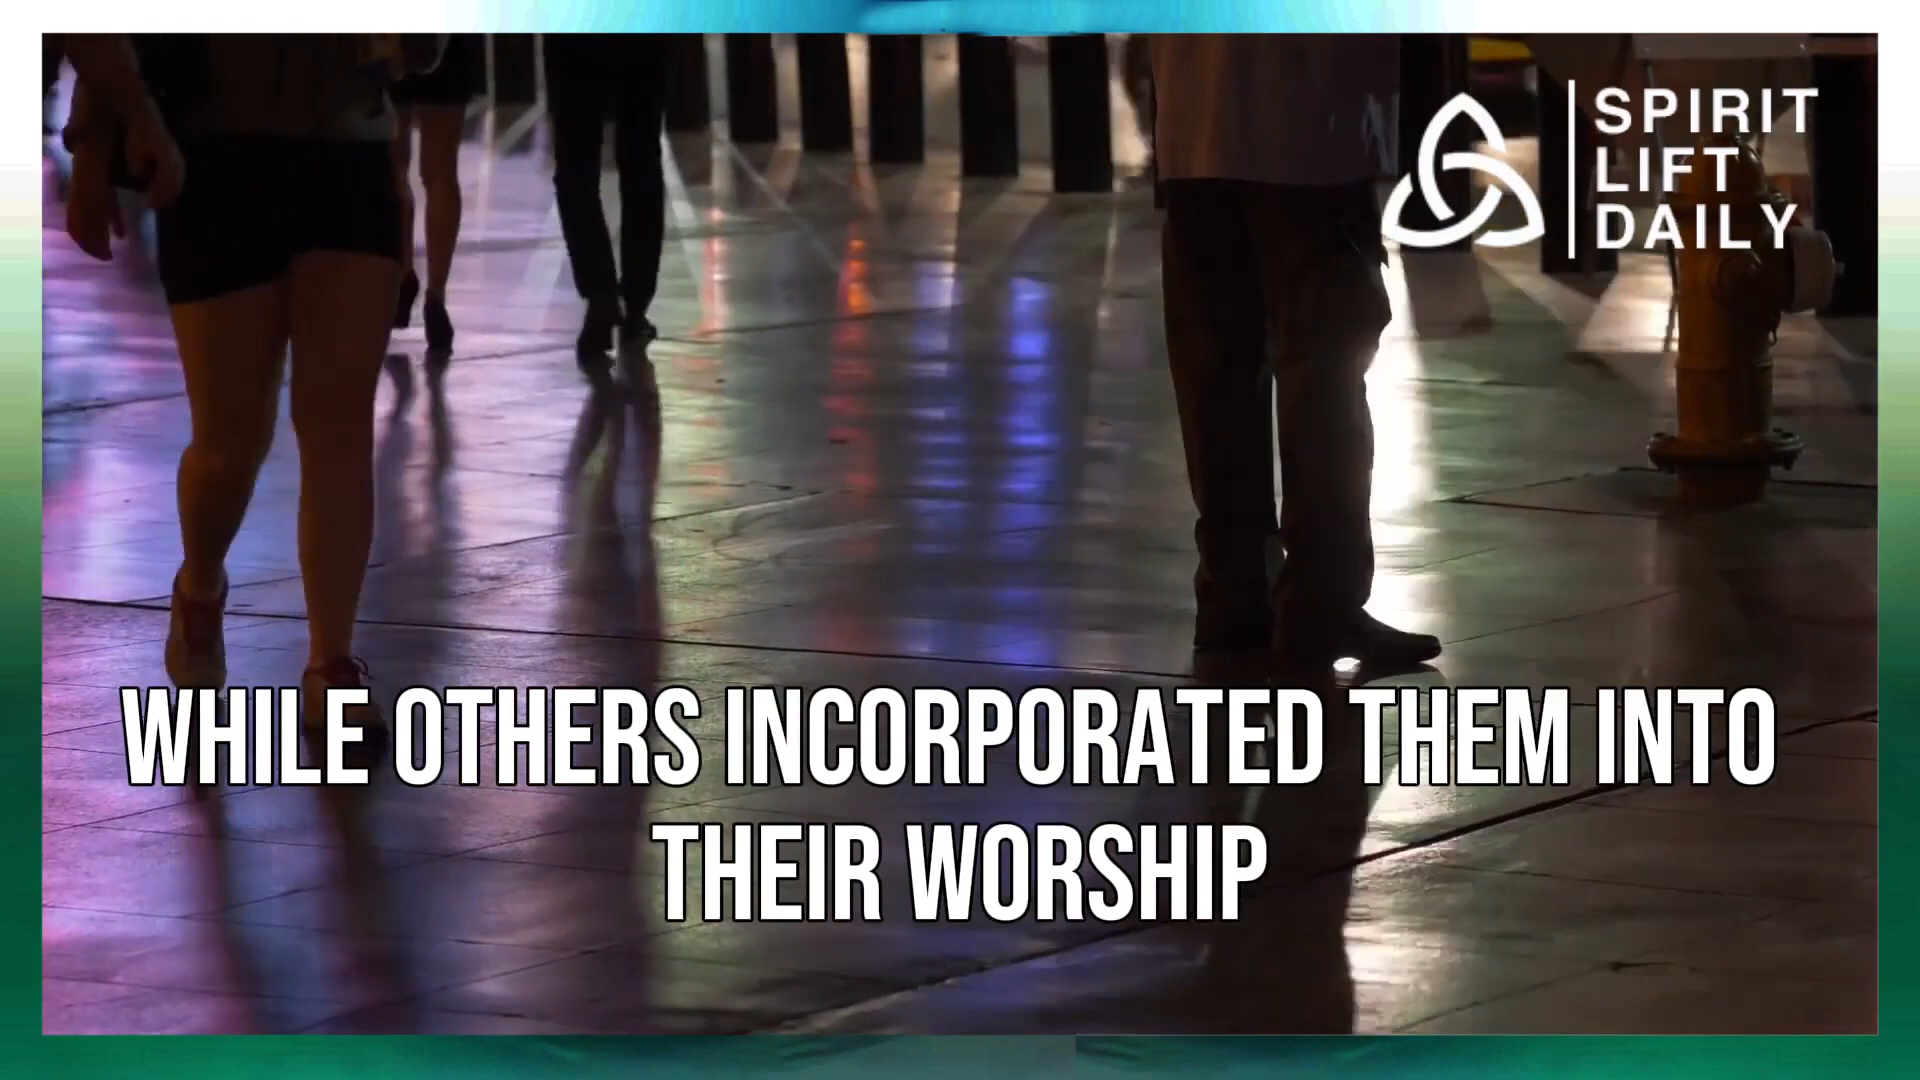 SPIRIT
LIFT
DAILY
WHILE OTHERS INCORPORATED THEM INTO
THEIR WORSHIP